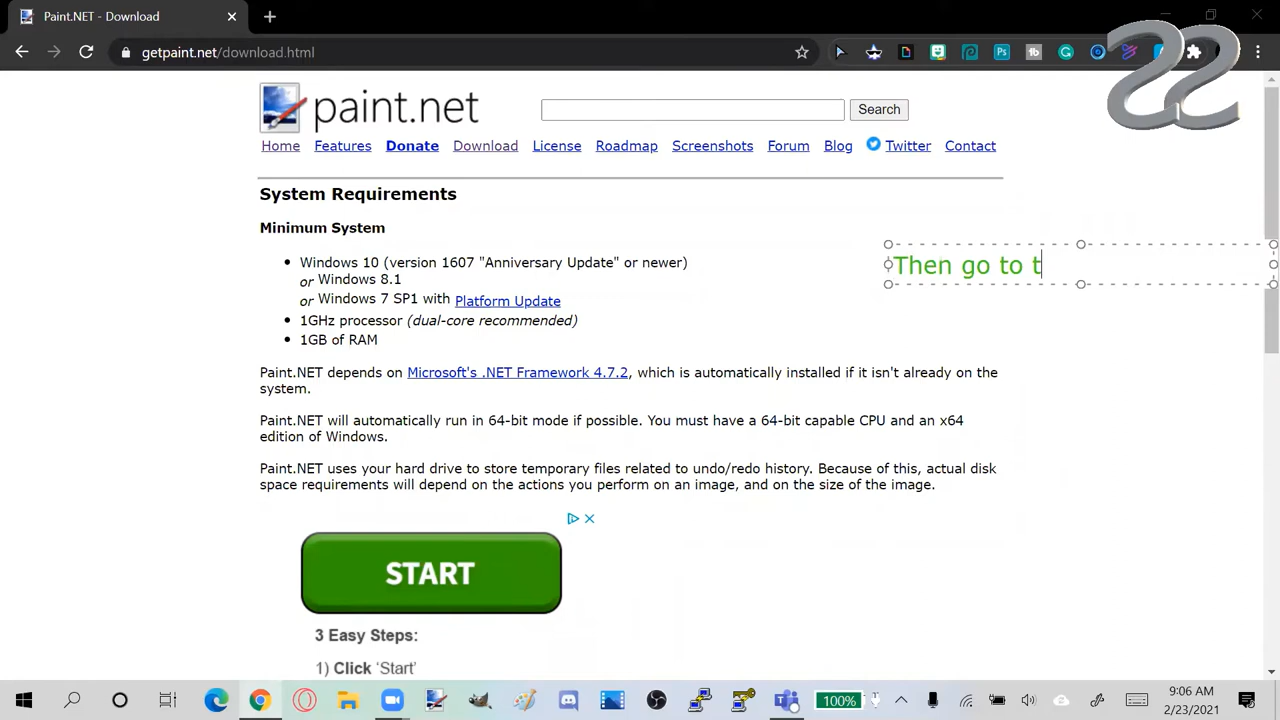 Paint.NET - Download
getpaint.net/download.html
paint.net
Search
Home Features Donate Download License Roadmap Screenshots Forum Blog Twitter Contact
System Requirements
Minimum System
Windows 10 (version 1607 "Anniversary Update" or newer)
or Windows 8.1
or Windows 7 SP1 with Platform Update
1GHz processor (dual-core recommended)
1GB of RAM
Then go to t
Paint.NET depends on Microsoft's .NET Framework 4.7.2, which is automatically installed if it isn't already on the
system.
Paint.NET will automatically run in 64-bit mode if possible. You must have a 64-bit capable CPU and an x64
edition of Windows.
Paint.NET uses your hard drive to store temporary files related to undo/redo history. Because of this, actual disk
space requirements will depend on the actions you perform on an image, and on the size of the image.
START
3 Easy Steps:
1) Click ‘Start’
100%
9:06 AM
2/23/2021